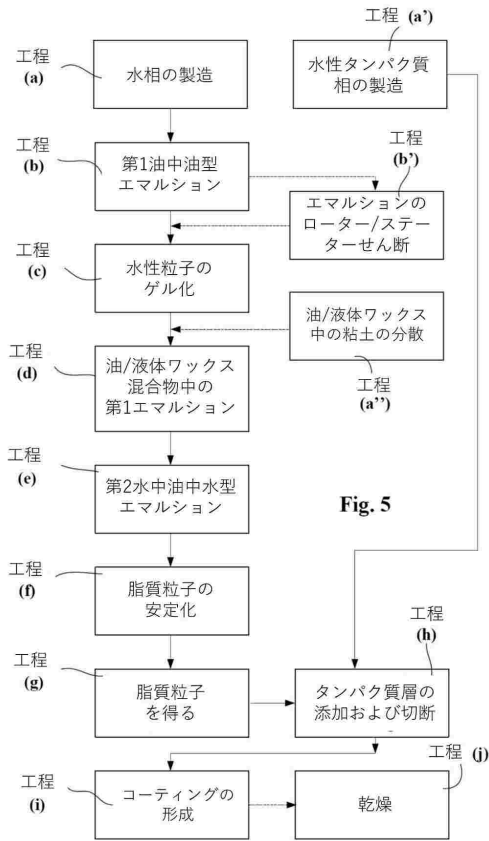 工程
(a’)
工程
(a)
水相の製造
水性タンパク質
相の製造
工程
(b)
第1油中油型
エマルション
工程
(b’)
エマルションの
ローター/ステー
ターせん断
工程
(c)
水性粒子の
ゲル化
油/液体ワックス
中の粘土の分散
工程
(a’’)
工程
(d)
油/液体ワックス
混合物中の
第1エマルション
工程
(e)
第2水中油中水型
エマルション
Fig. 5
工程
(f)
脂質粒子の
安定化
工程
(g)
脂質粒子
を得る
工程
(h)
タンパク質層の
添加および切断
工程
(i)
コーティングの
形成
工程
(j)
乾燥